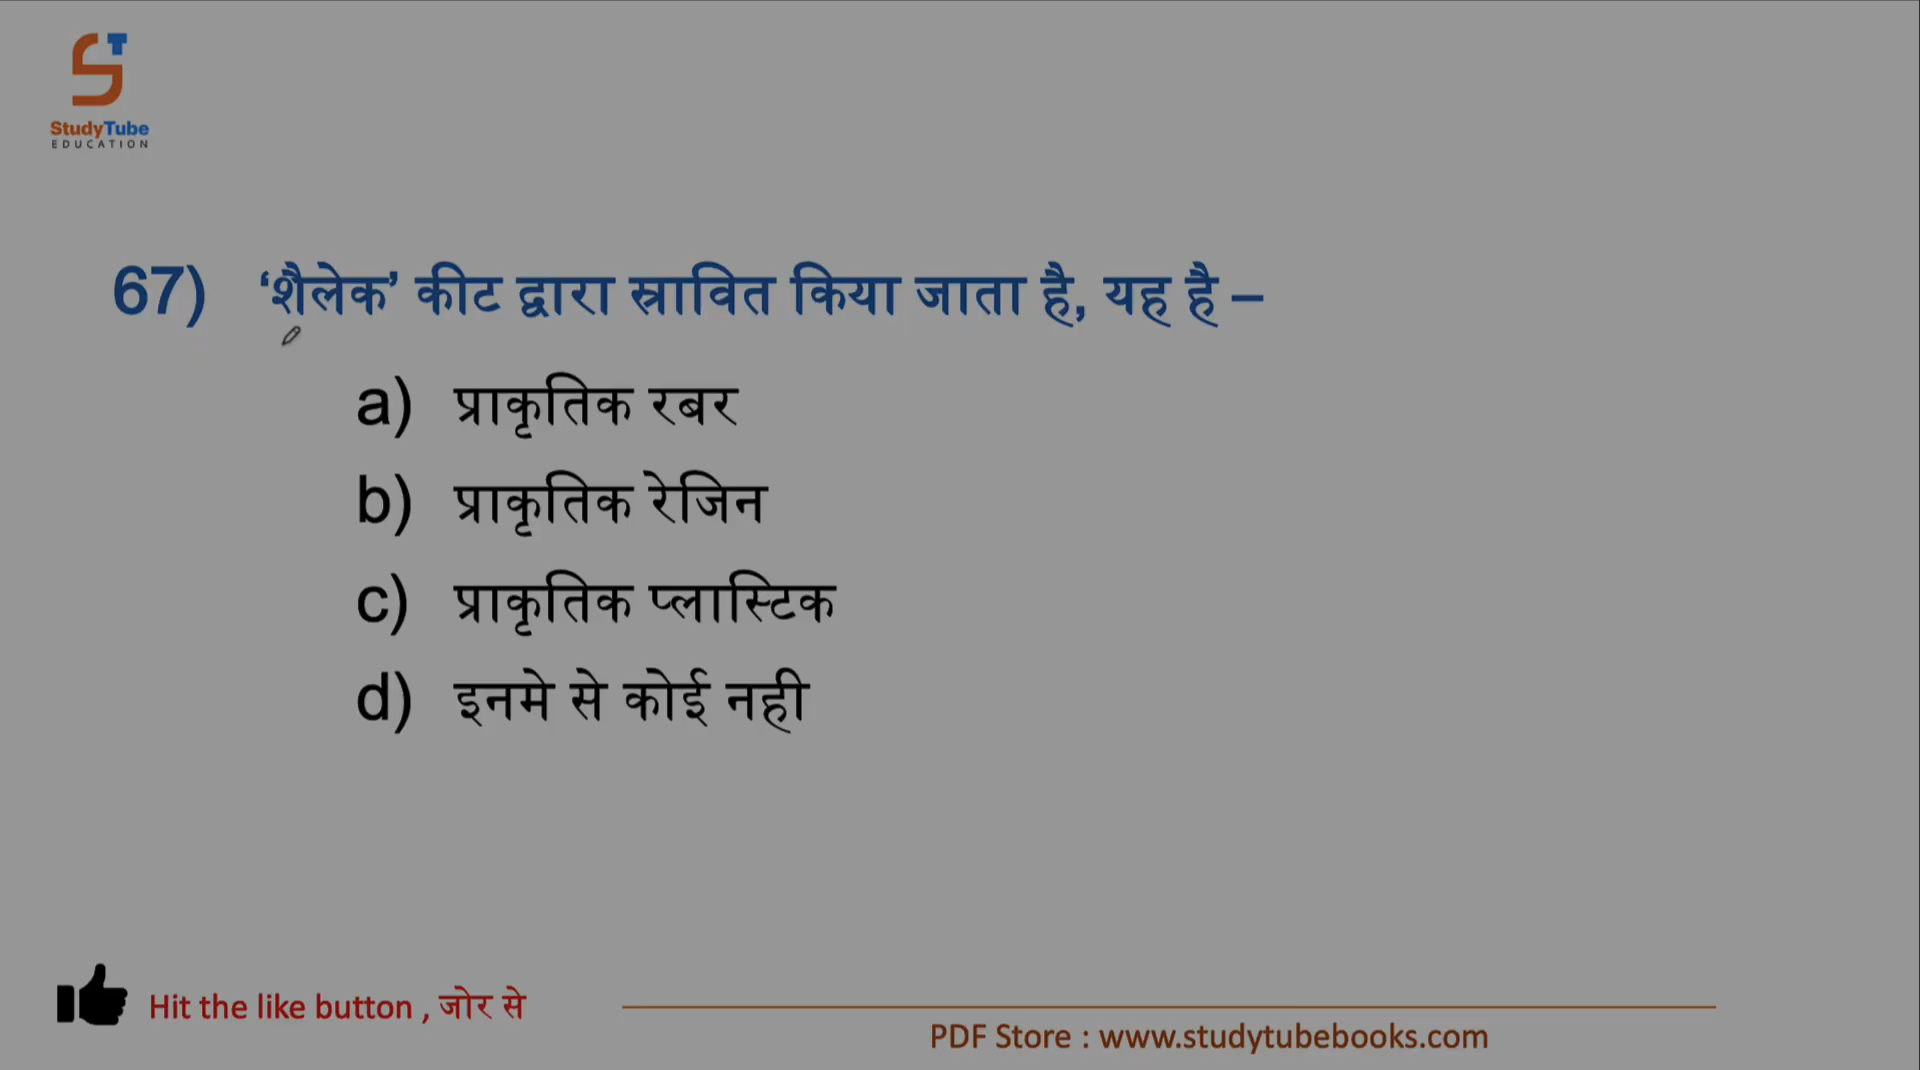 StudyTube
EDUCATION
67) ‘शैलेक’ कीट द्वारा स्रावित किया जाता है, यह है –
a) प्राकृतिक रबर
b) प्राकृतिक रेजिन
c) प्राकृतिक प्लास्टिक
d) इनमे से कोई नही
Hit the like button , जोर से
PDF Store : www.studytubebooks.com